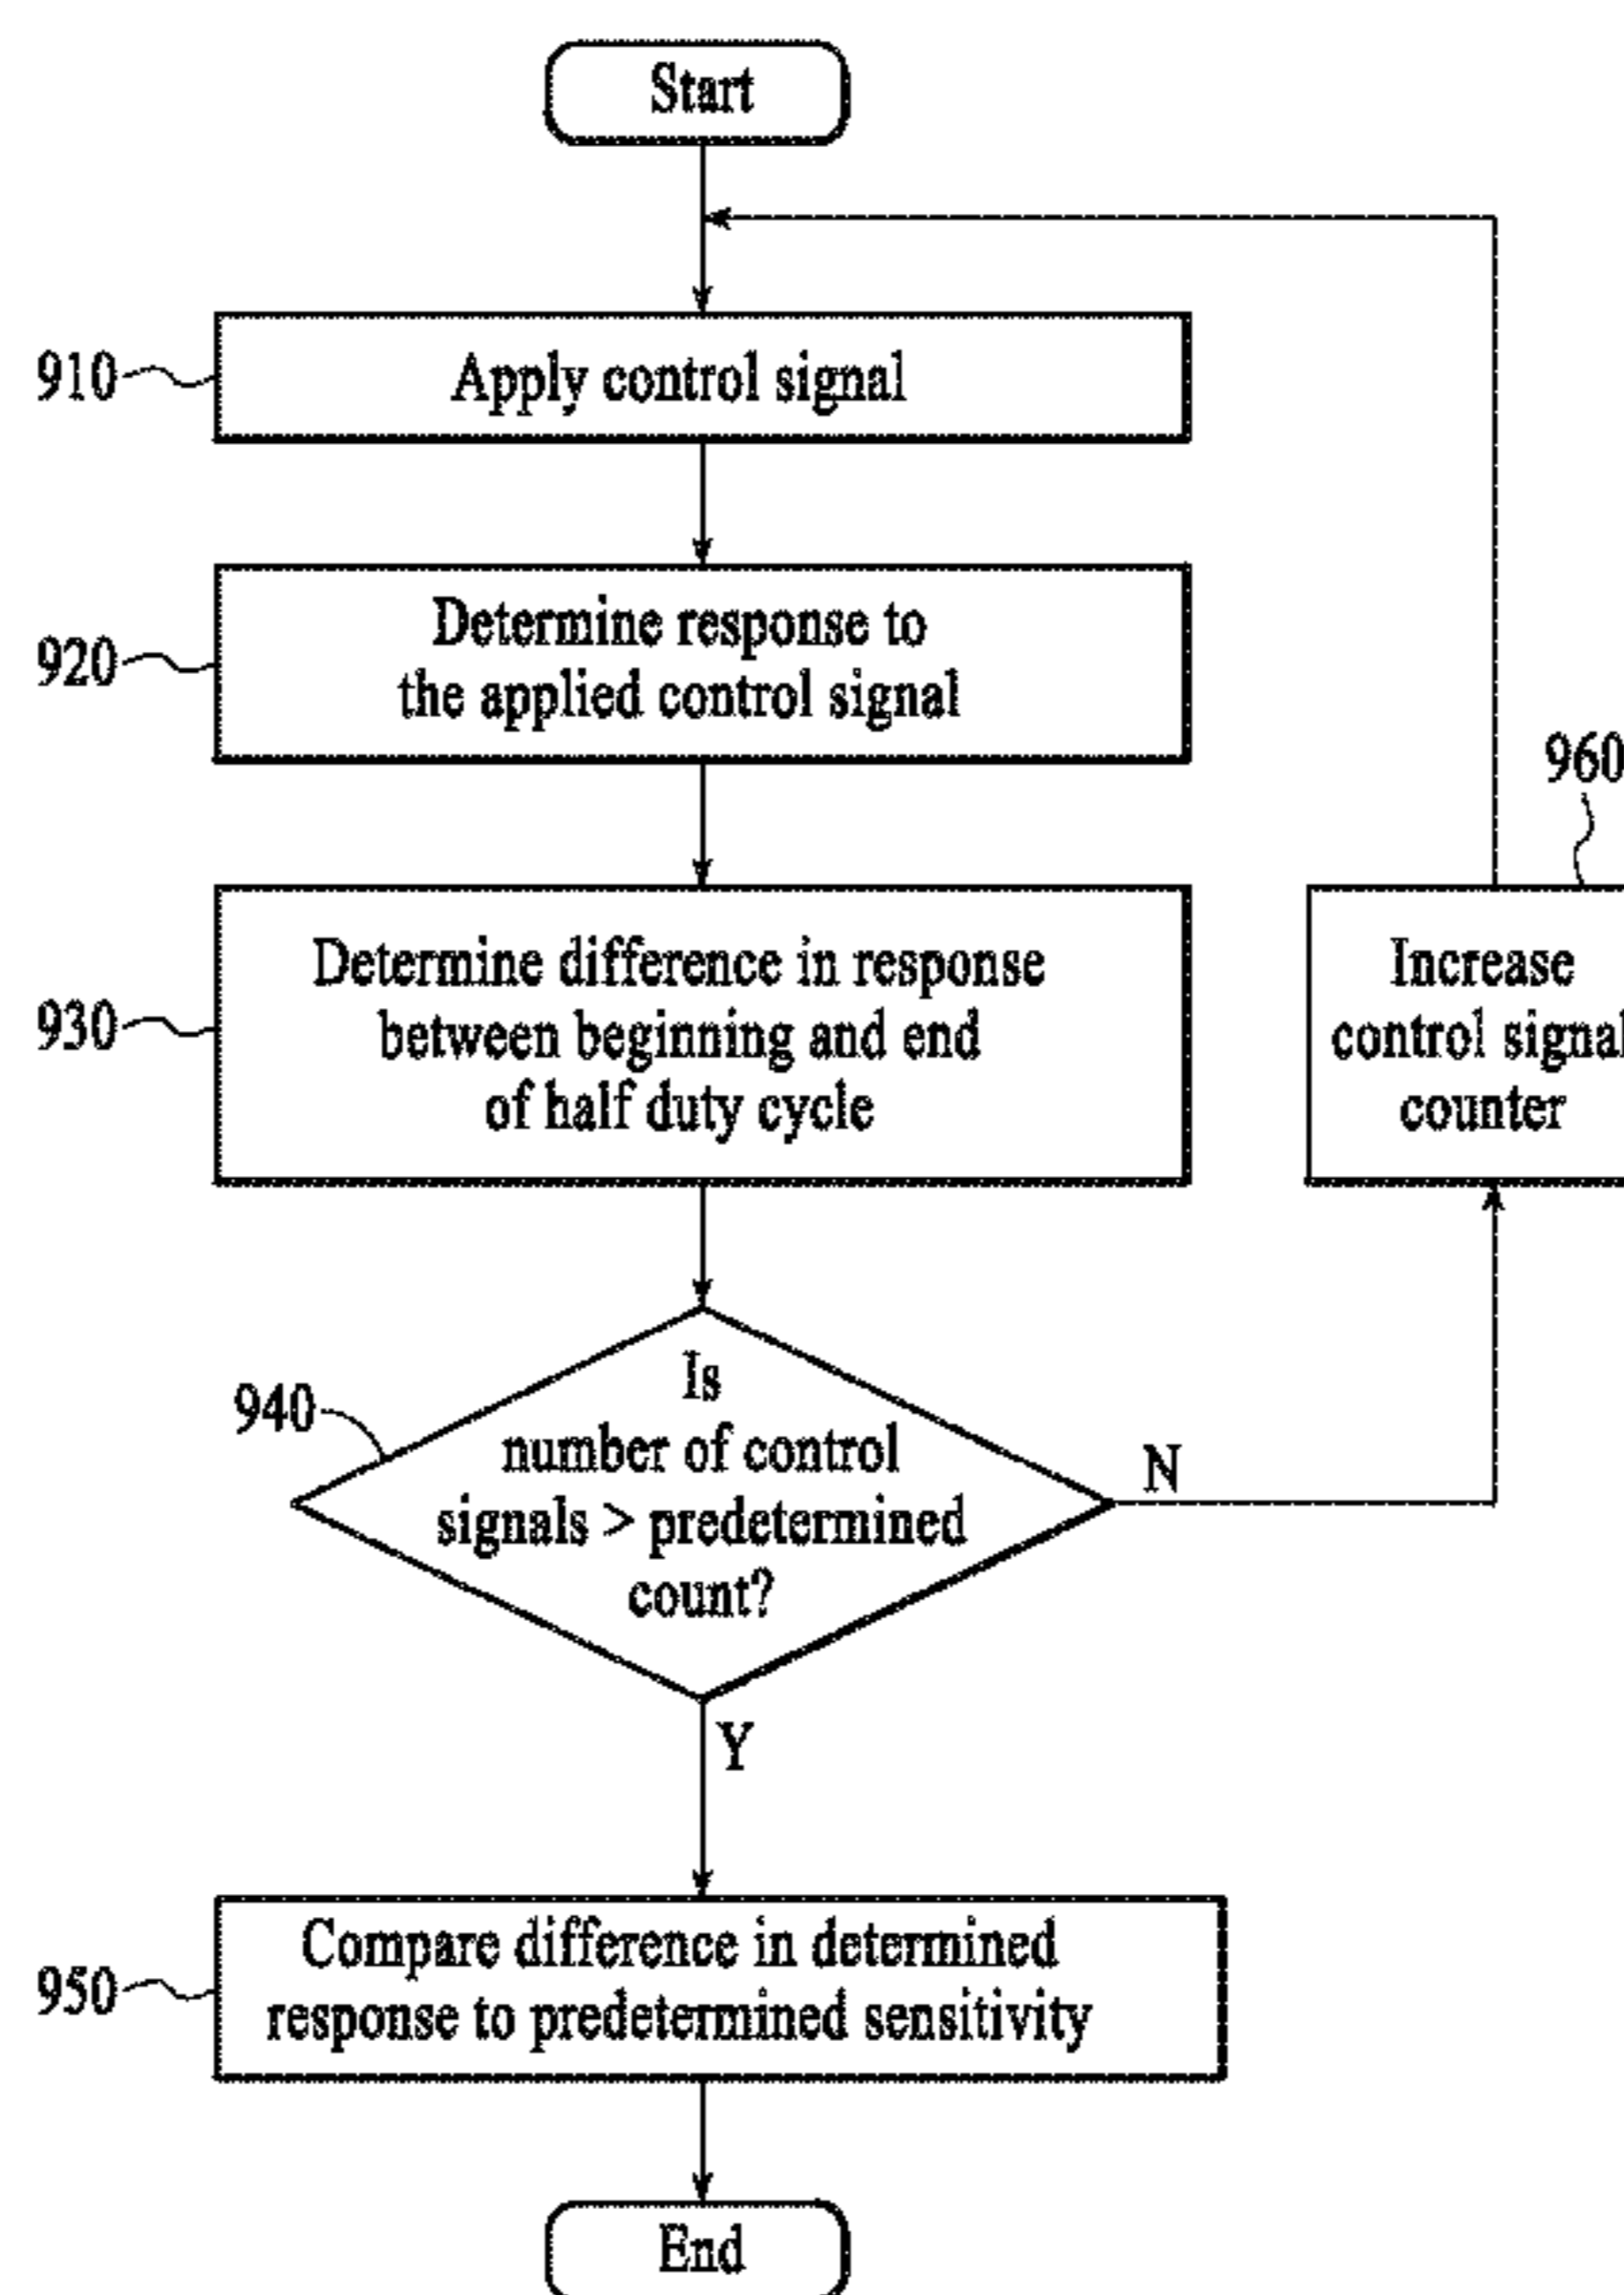 Start
910
Apply control signal
920
Determine response to
the applied control signal
930
Determine difference in response
between beginning and end
of half duty cycle
960
Increase
control signal
counter
940
Is
number of control
signals > predetermined
count?
N
Y
950
Compare difference in determined
response to predetermined sensitivity
End